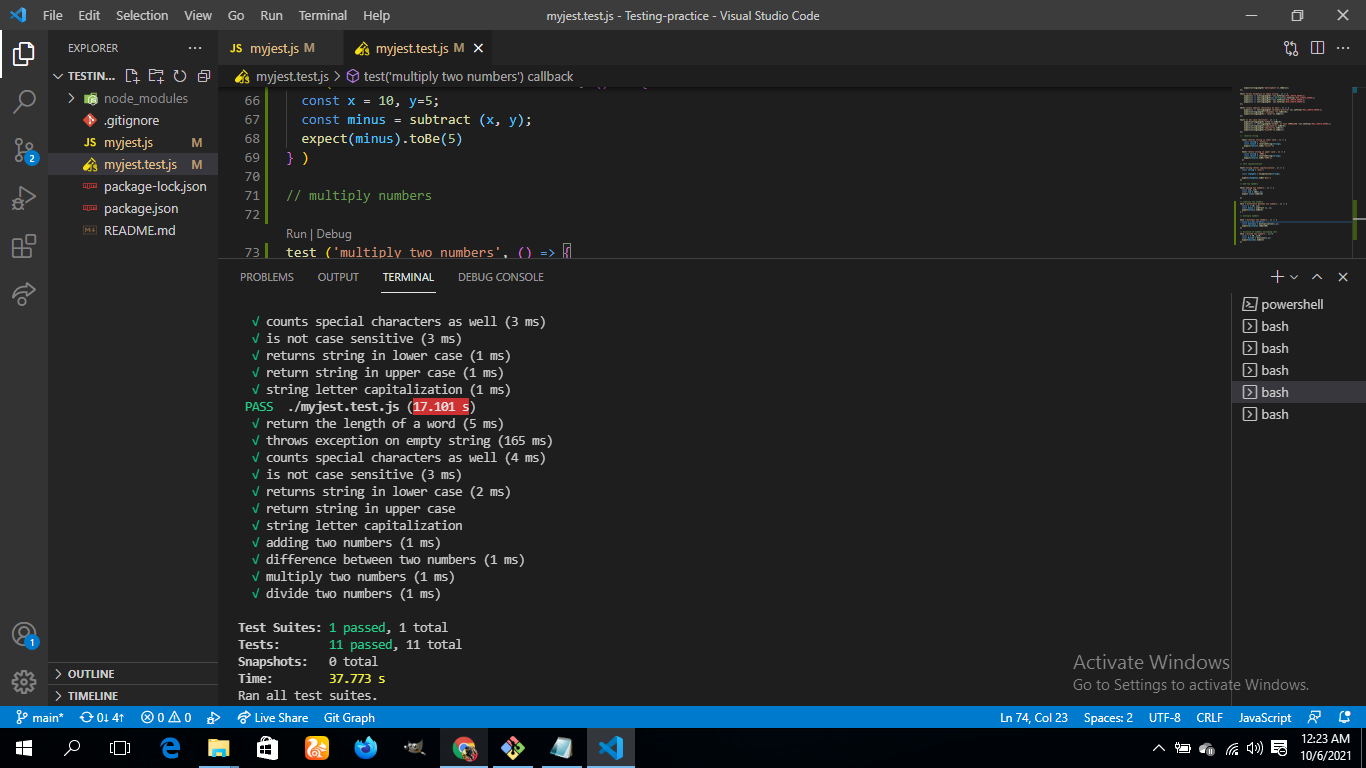 File Edit Selection View Go Run Terminal Help
myjest.test.js - Testing-practice - Visual Studio Code
EXPLORER
TESTIN...
node_modules
.gitignore
JS myjest.js M
myjest.test.js M
package-lock.json
package.json
README.md
OUTLINE
TIMELINE
2
1
JS myjest.js M
myjest.test.js M
myjest.test.js > test('multiply two numbers') callback
66 const x = 10, y=5;
67 const minus = subtract (x, y);
68 expect(minus).toBe(5)
69 } )
70
71 // multiply numbers
72
Run | Debug
73 test ('multiply two numbers', () => {
PROBLEMS OUTPUT TERMINAL DEBUG CONSOLE
√ counts special characters as well (3 ms)
√ is not case sensitive (3 ms)
√ returns string in lower case (1 ms)
√ return string in upper case (1 ms)
√ string letter capitalization (1 ms)
PASS ./myjest.test.js (17.101 s)
√ return the length of a word (5 ms)
√ throws exception on empty string (165 ms)
√ counts special characters as well (4 ms)
√ is not case sensitive (3 ms)
√ returns string in lower case (2 ms)
√ return string in upper case
√ string letter capitalization
√ adding two numbers (1 ms)
√ difference between two numbers (1 ms)
√ multiply two numbers (1 ms)
√ divide two numbers (1 ms)
Test Suites: 1 passed, 1 total
Tests: 11 passed, 11 total
Snapshots: 0 total
Time: 37.773 s
Ran all test suites.
powershell
bash
bash
bash
bash
bash
Activate Windows
Go to Settings to activate Windows.
main* 0↓ 4↑ 0 0 Live Share Git Graph
Ln 74, Col 23 Spaces: 2 UTF-8 CRLF JavaScript
12:23 AM
10/6/2021